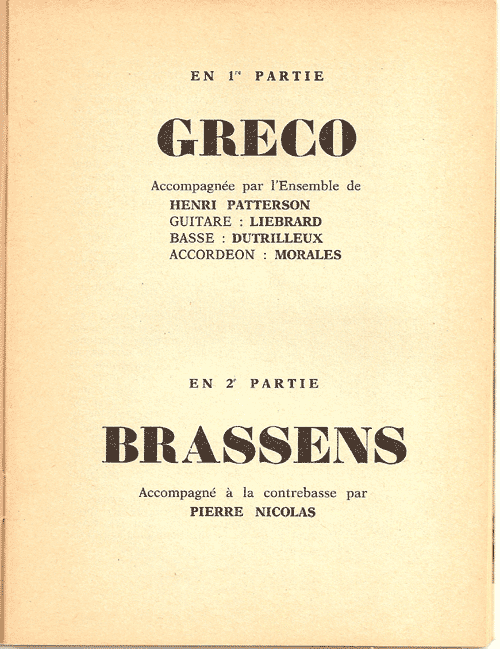 EN 1re PARTIE
GRECO
Accompagnée par l'Ensemble de
HENRI PATTERSON
GUITARE : LIEBRARD
BASSE : DUTRILLEUX
ACCORDEON : MORALES
EN 2e PARTIE
BRASSENS
Accompagné à la contrebasse par
PIERRE NICOLAS